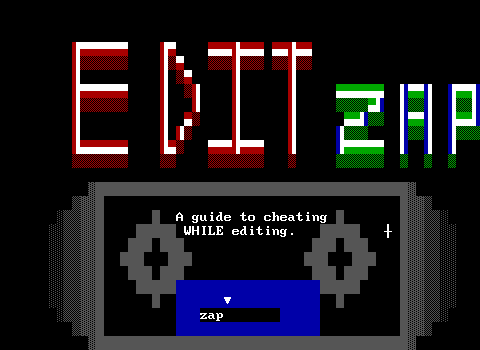 EDIT
ZAP
A guide to cheating
WHILE editing.
zap